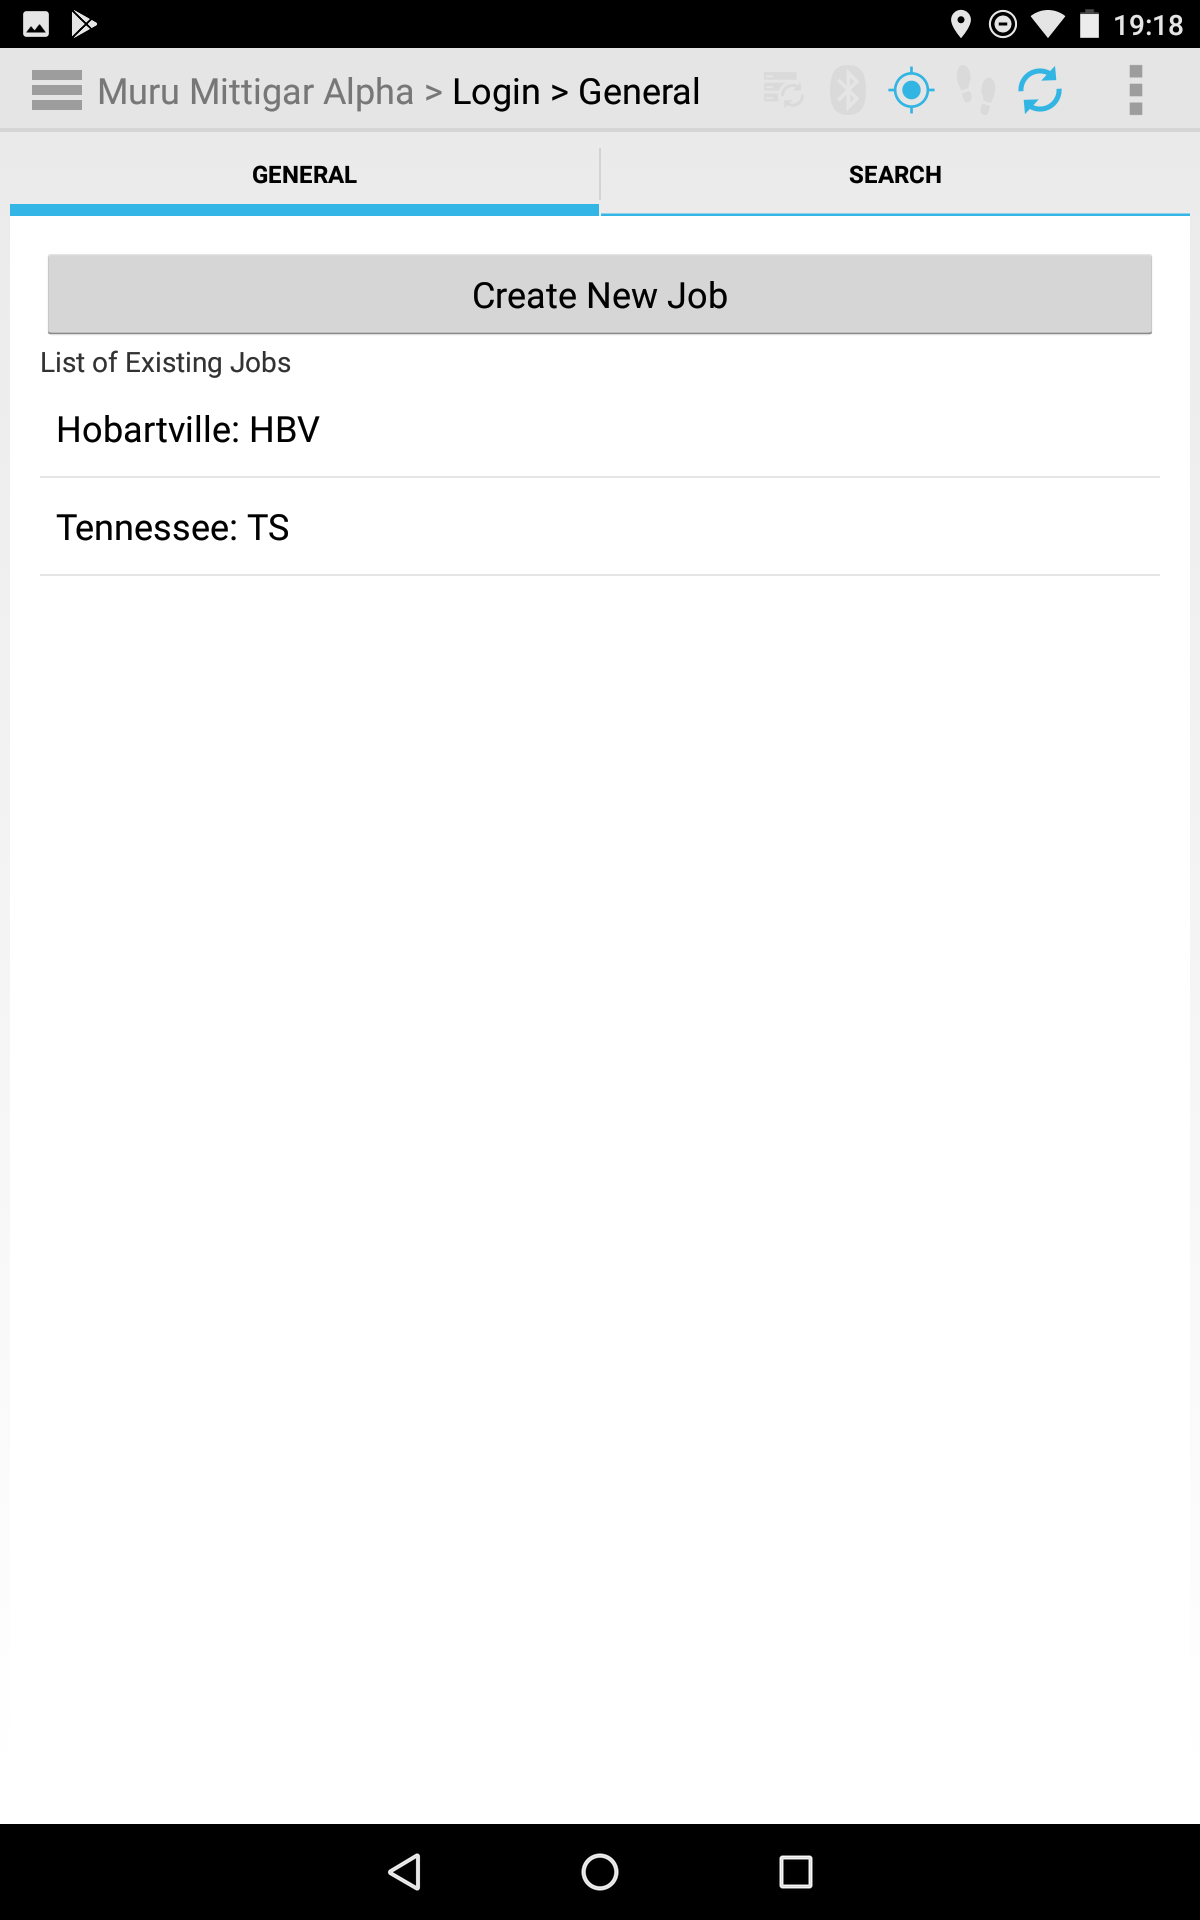 19:18
Muru Mittigar Alpha > Login > General
GENERAL
SEARCH
Create New Job
List of Existing Jobs
Hobartville: HBV
Tennessee: TS